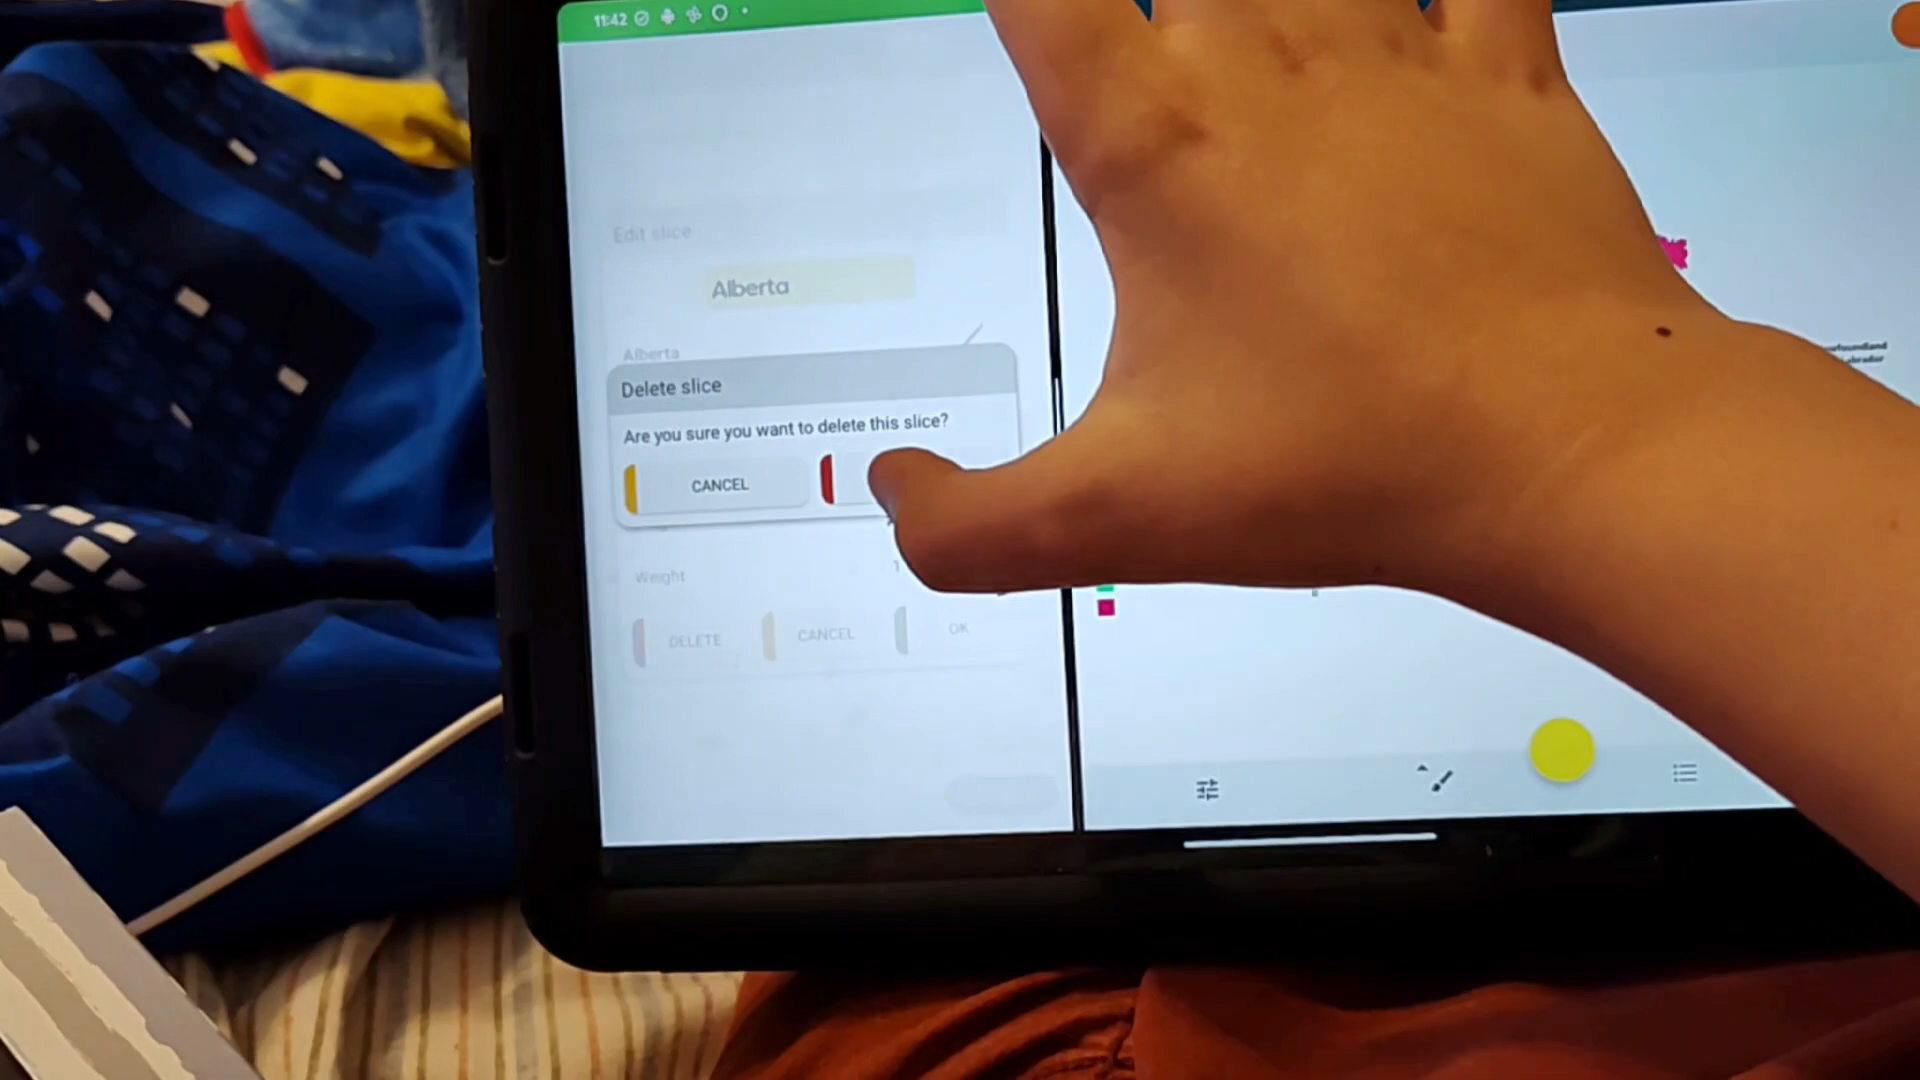 11:42
Edit slice
Alberta
Alberta
Delete slice
Are you sure you want to delete this slice?
CANCEL
Weight
1
DELETE
CANCEL
OK